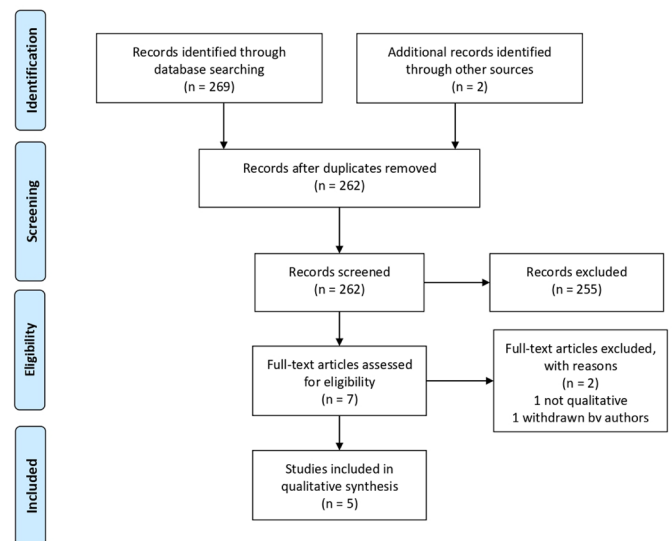 Identification
Records identified through
database searching
(n = 269)
Additional records identified
through other sources
(n = 2)
Screening
Records after duplicates removed
(n = 262)
Records screened
(n = 262)
Records excluded
(n = 255)
Eligibility
Full-text articles assessed
for eligibility
(n = 7)
Full-text articles excluded,
with reasons
(n = 2)
1 not qualitative
1 withdrawn by authors
Included
Studies included in
qualitative synthesis
(n = 5)